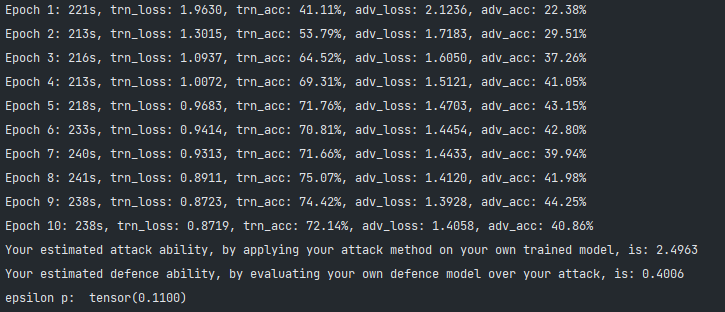 Epoch 1: 221s, trn_loss: 1.9630, trn_acc: 41.11%, adv_loss: 2.1236, adv_acc: 22.38%
Epoch 2: 213s, trn_loss: 1.3015, trn_acc: 53.79%, adv_loss: 1.7183, adv_acc: 29.51%
Epoch 3: 216s, trn_loss: 1.0937, trn_acc: 64.52%, adv_loss: 1.6050, adv_acc: 37.26%
Epoch 4: 213s, trn_loss: 1.0072, trn_acc: 69.31%, adv_loss: 1.5121, adv_acc: 41.05%
Epoch 5: 218s, trn_loss: 0.9683, trn_acc: 71.76%, adv_loss: 1.4703, adv_acc: 43.15%
Epoch 6: 233s, trn_loss: 0.9414, trn_acc: 70.81%, adv_loss: 1.4454, adv_acc: 42.80%
Epoch 7: 240s, trn_loss: 0.9313, trn_acc: 71.66%, adv_loss: 1.4433, adv_acc: 39.94%
Epoch 8: 241s, trn_loss: 0.8911, trn_acc: 75.07%, adv_loss: 1.4120, adv_acc: 41.98%
Epoch 9: 238s, trn_loss: 0.8723, trn_acc: 74.42%, adv_loss: 1.3928, adv_acc: 44.25%
Epoch 10: 238s, trn_loss: 0.8719, trn_acc: 72.14%, adv_loss: 1.4058, adv_acc: 40.86%
Your estimated attack ability, by applying your attack method on your own trained model, is: 2.4963
Your estimated defence ability, by evaluating your own defence model over your attack, is: 0.4006
epsilon p:  tensor(0.1100)